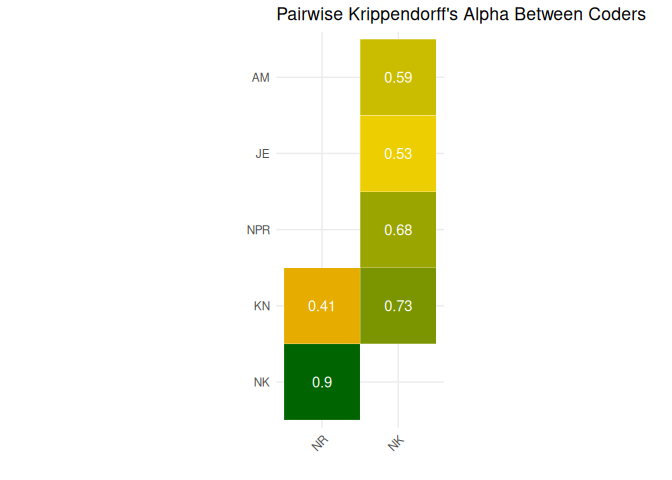 Pairwise Krippendorff's Alpha Between Coders
AM 0.59
JE 0.53
NPR 0.68
KN 0.41 0.73
NK 0.9
NR NK